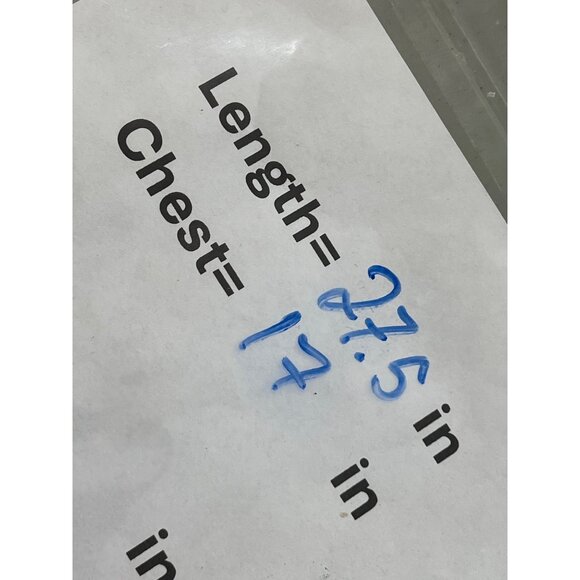 Length= 27.5 in
Chest= 17 in
in